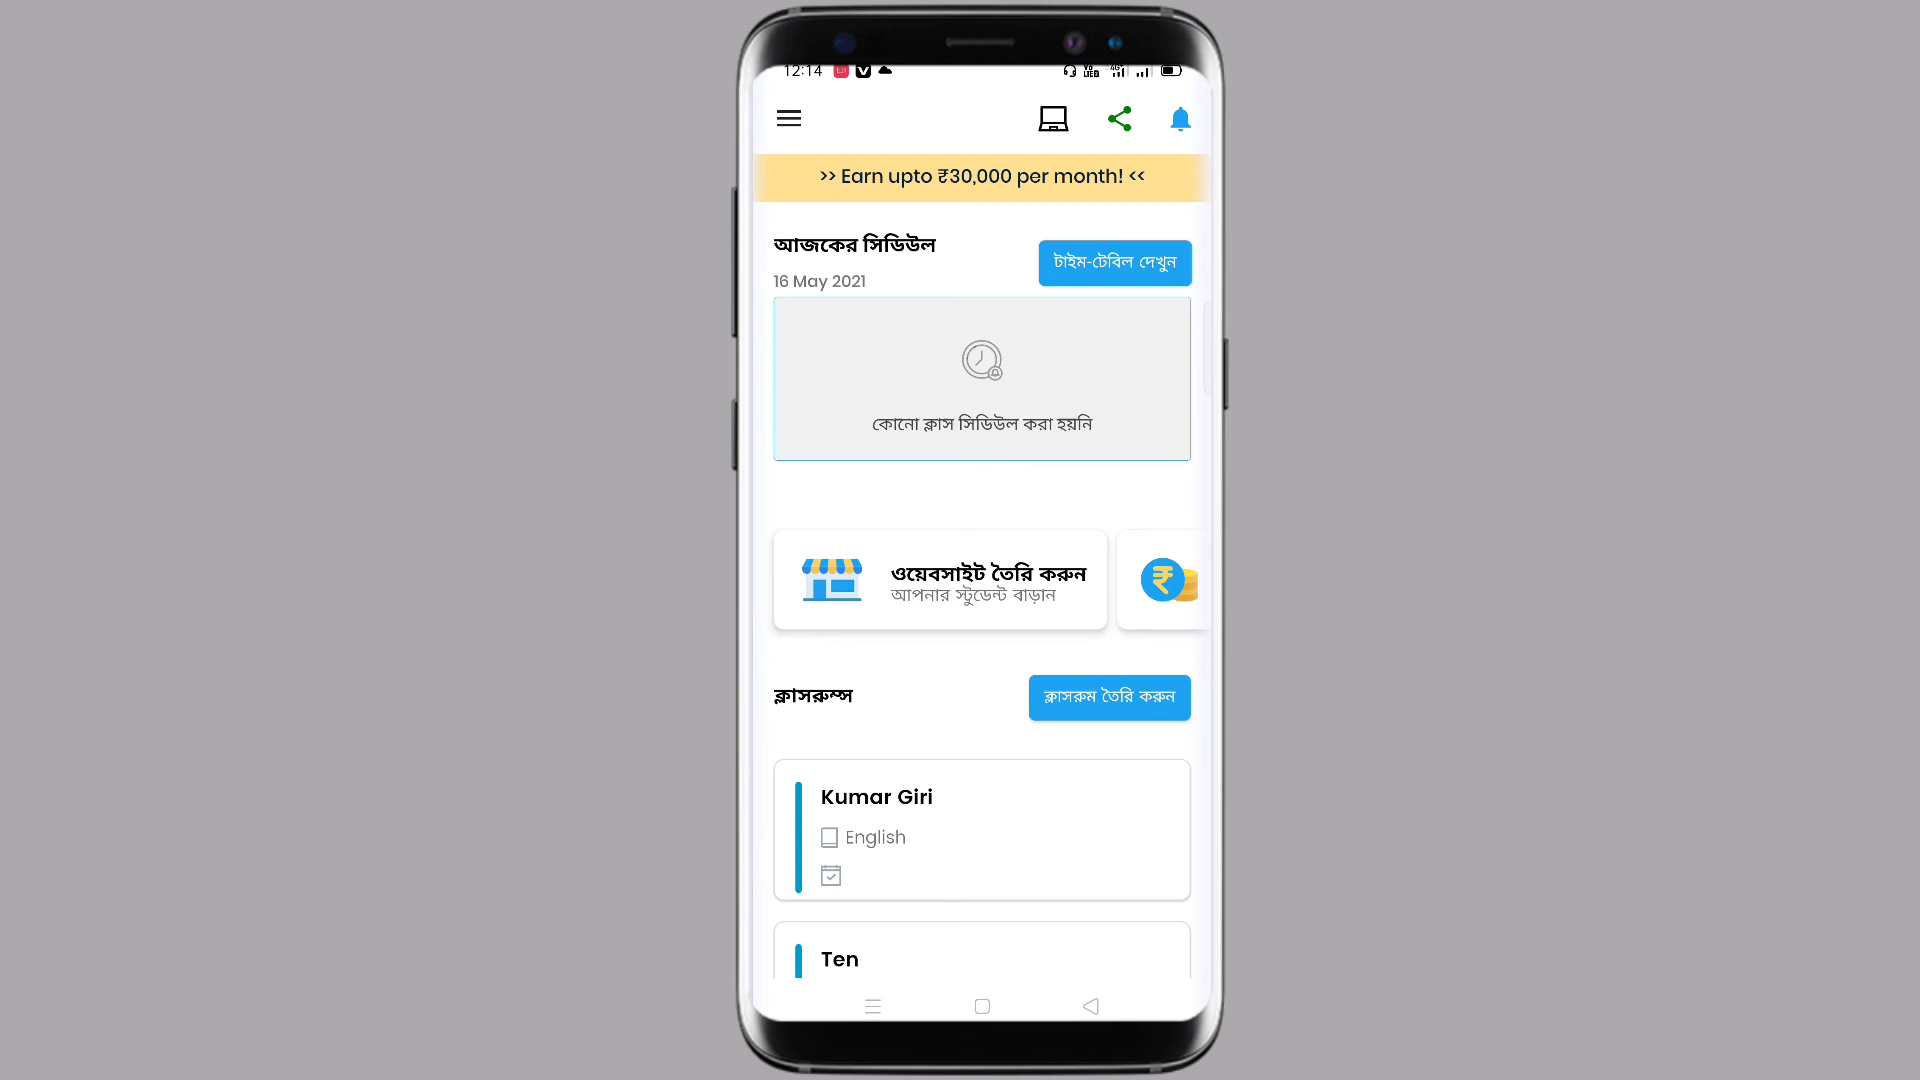 12:14
>> Earn upto ₹30,000 per month! <<
আজকের সিডিউল
টাইম-টেবিল দেখুন
16 May 2021
কোনো ক্লাস সিডিউল করা হয়নি
ওয়েবসাইট তৈরি করুন
আপনার স্টুডেন্ট বাড়ান
ক্লাসরুম্স
ক্লাসরুম তৈরি করুন
Kumar Giri
English
Ten